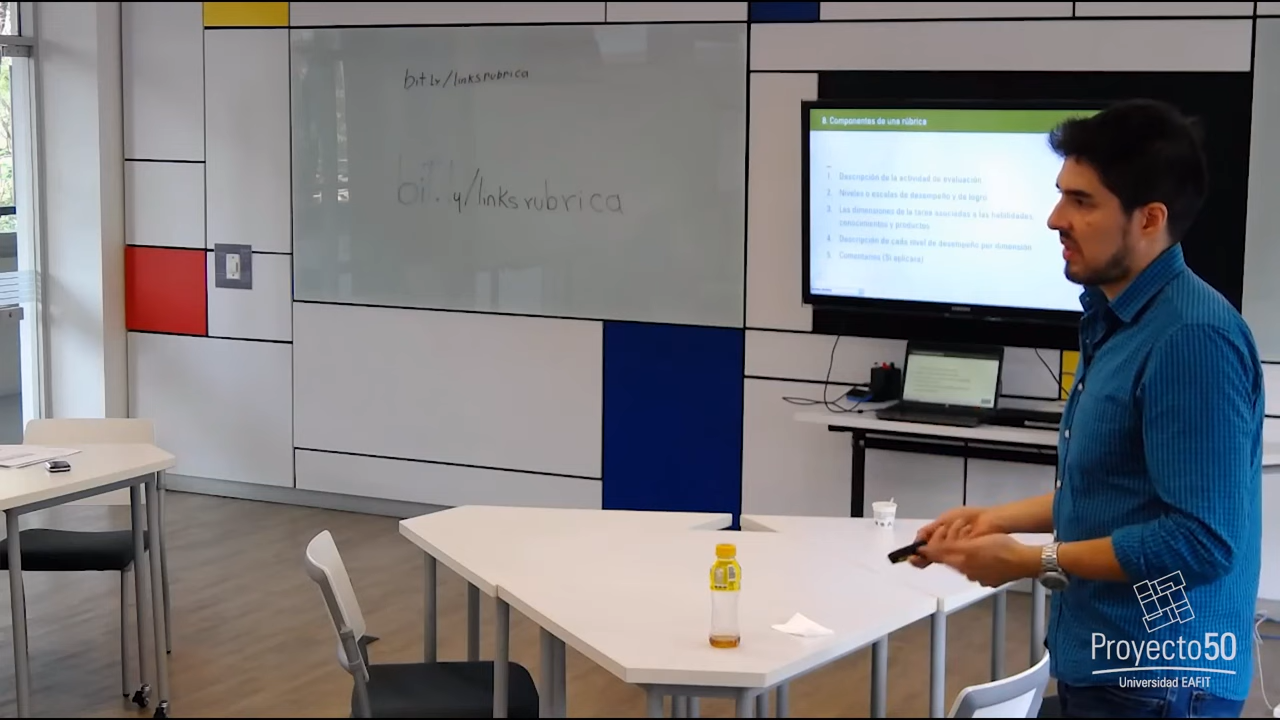 bit.ly/linksrubrica
bit.ly/linksrubrica
8. Componentes de una rúbrica
1. Descripción de la actividad de evaluación
2. Niveles o escalas de desempeño y de logro
3. Las dimensiones de la tarea asociadas a las habilidades,
conocimientos y productos
4. Descripción de cada nivel de desempeño por dimensión
5. Comentarios (Si aplicara)
Proyecto50
Universidad EAFIT